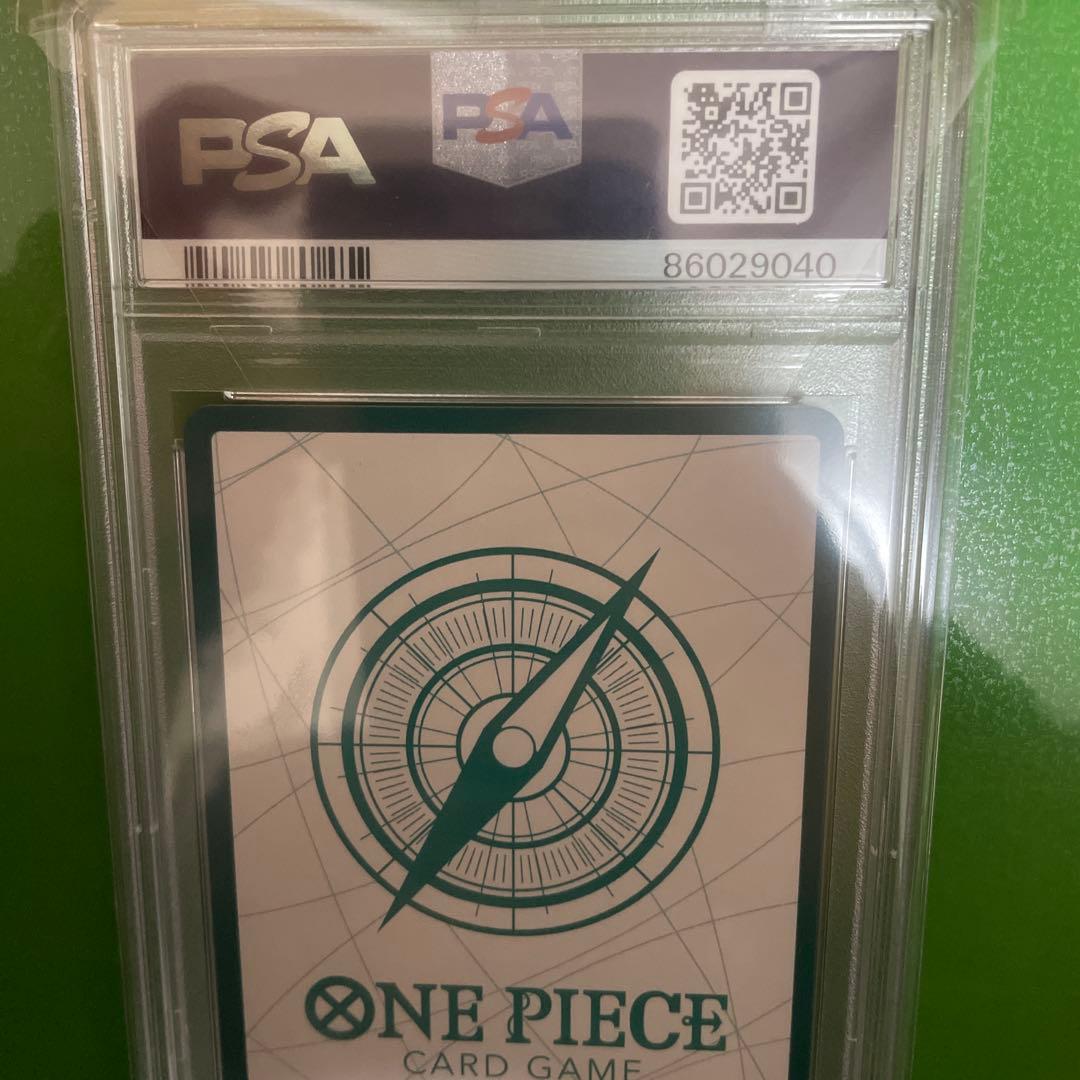 PSA
PSA
86029040
ONE PIECE
CARD GAME